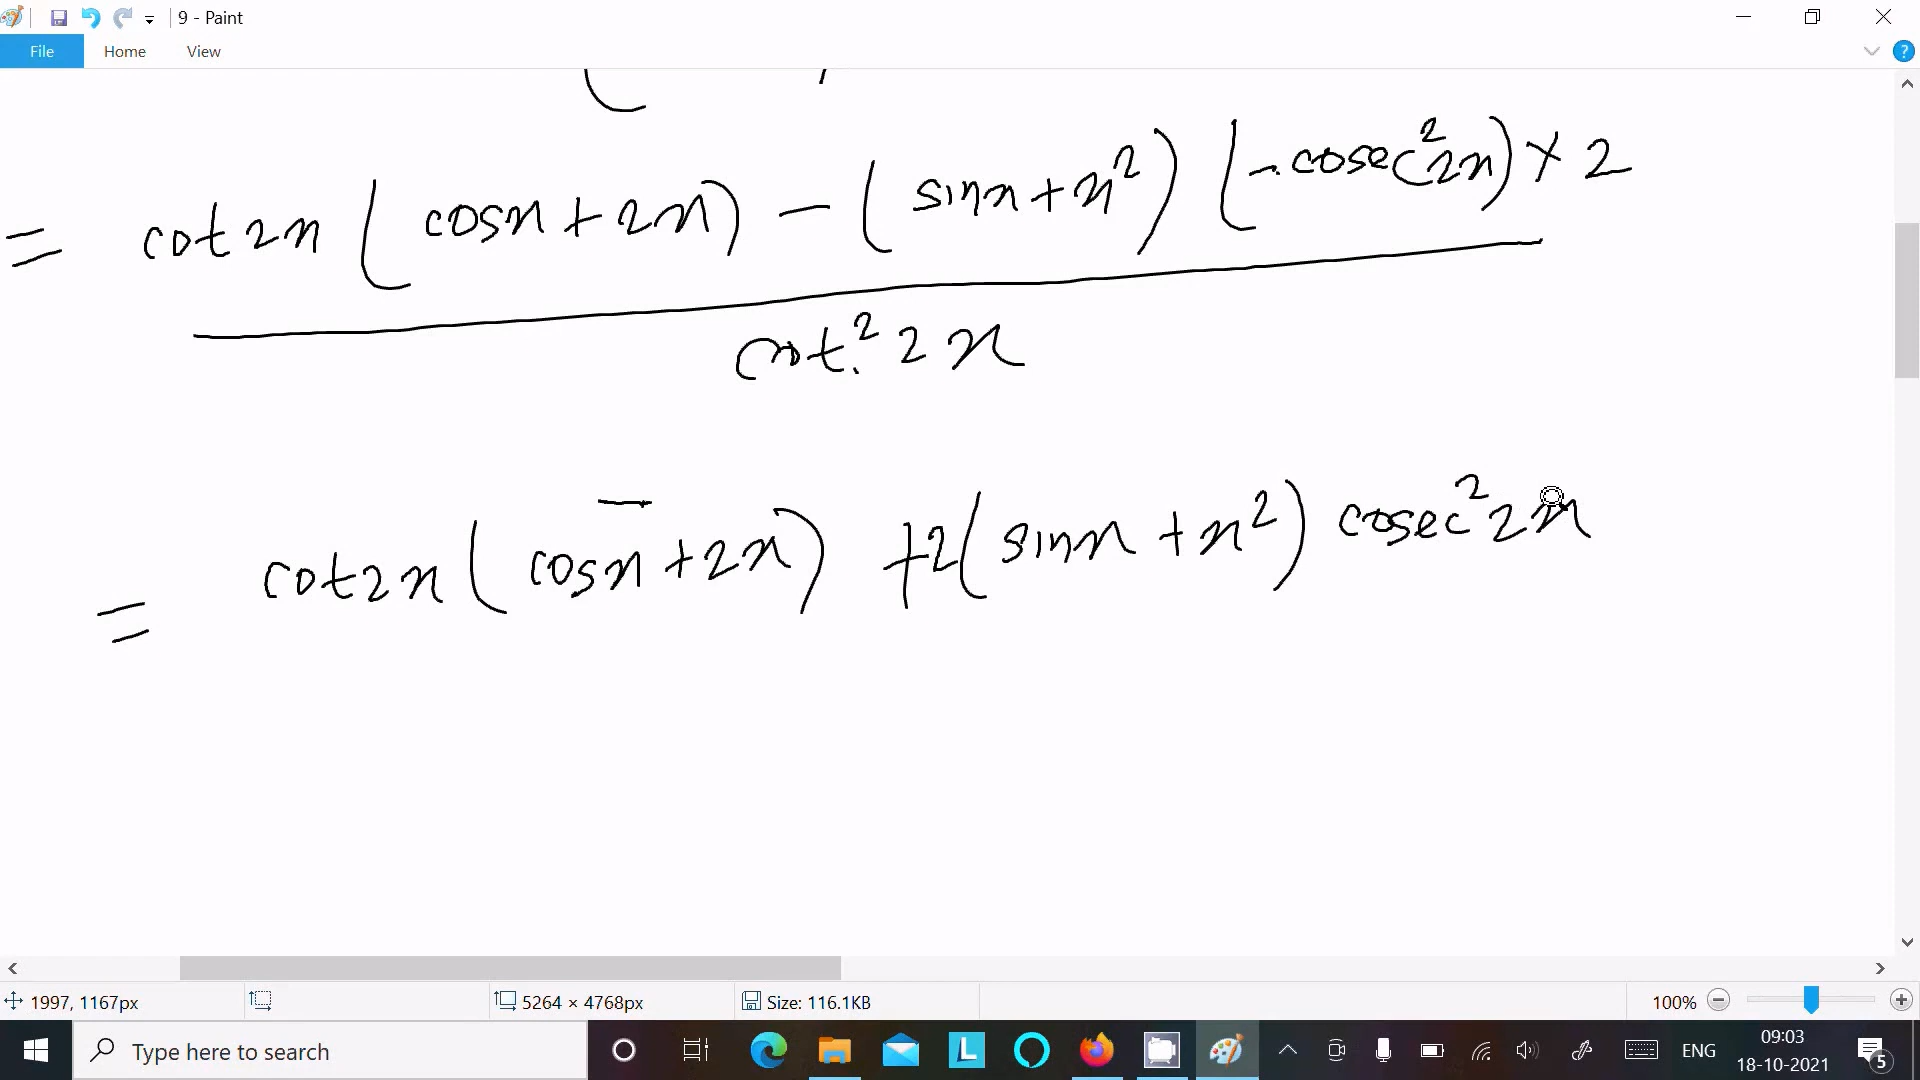 9 - Paint
File Home View
= cot2x (cosx+2x) - (sinx+x²) (-cosec²2x) × 2
cot²2x
= cot2x (cosx+2x) +2(sinx+x²) cosec²2x
1997, 1167px 5264 × 4768px Size: 116.1KB 100%
Type here to search L ENG 09:03
18-10-2021 5